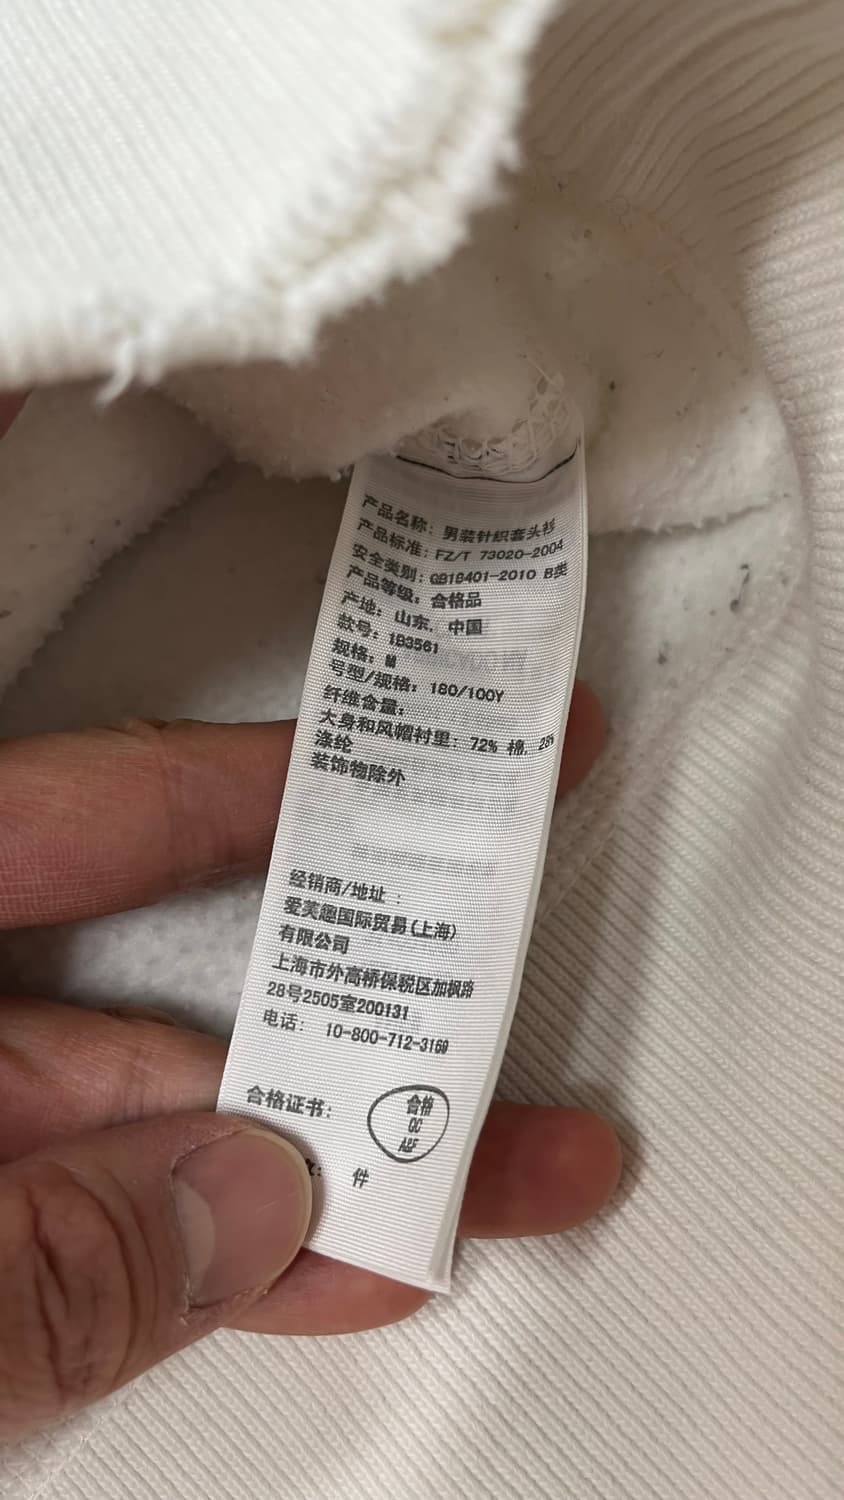 产品名称：男装针织套头衫
产品标准：FZ/T 73020-2004
安全类别：GB18401-2010 B类
产品等级：合格品
产地：山东，中国
款号：1B3561
规格：M
号型/规格：180/100Y
纤维含量：
大身和风帽衬里：72% 棉，28%
涤纶
装饰物除外
经销商/地址：
爱芙趣国际贸易(上海)
有限公司
上海市外高桥保税区加枫路
28号2505室200131
电话： 10-800-712-3169
合格证书：
合格
QC
A&F
件